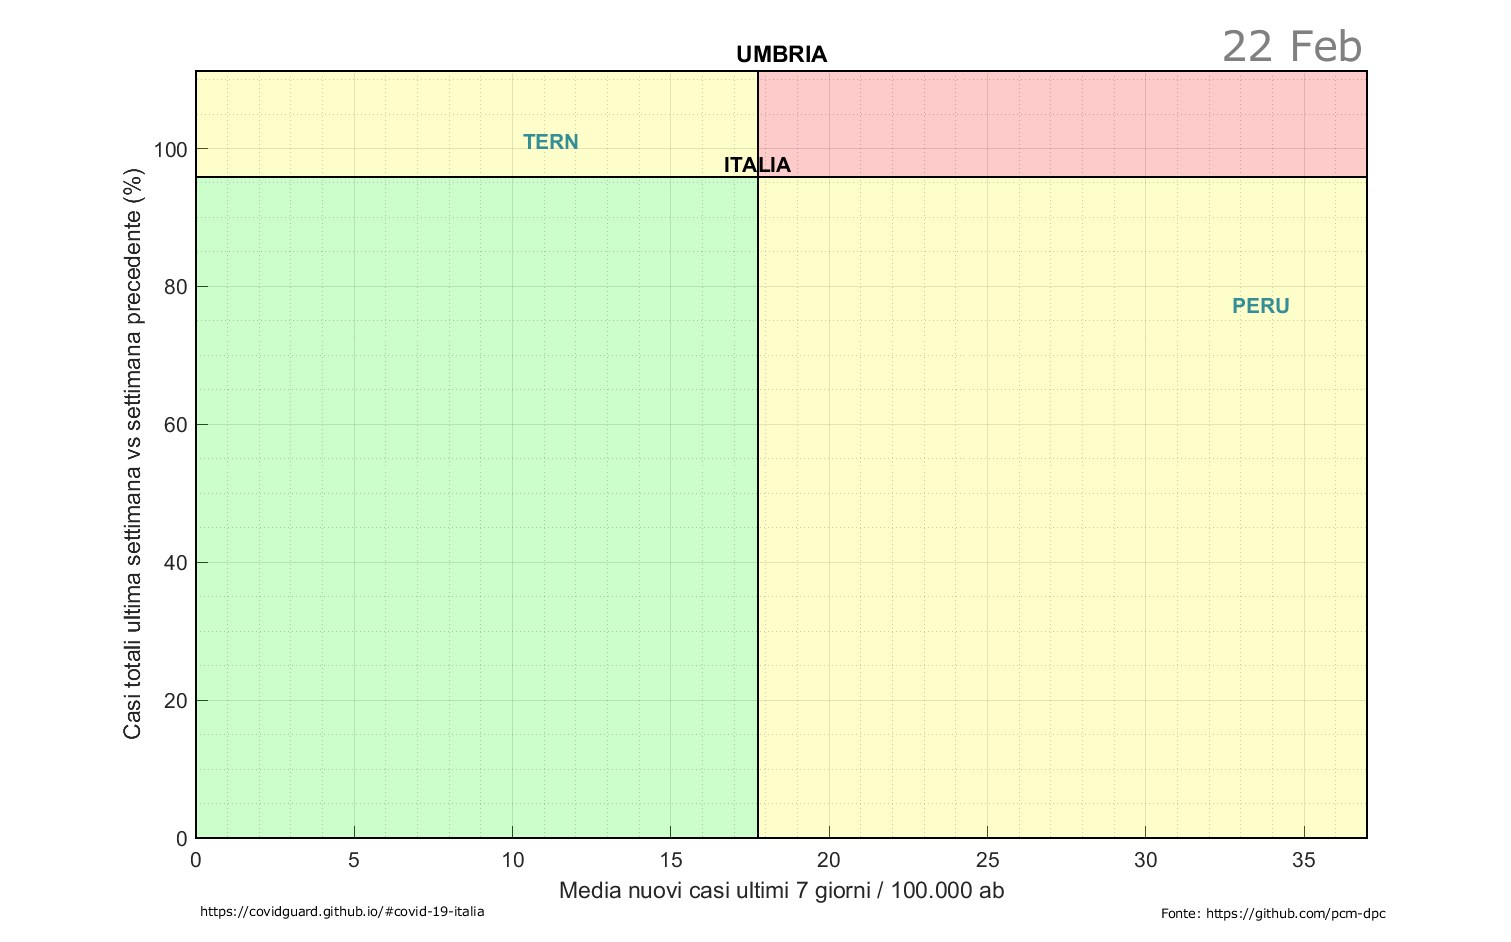 22 Feb
UMBRIA
TERN
ITALIA
PERU
Casi totali ultima settimana vs settimana precedente (%)
100
80
60
40
20
0
0 5 10 15 20 25 30 35
Media nuovi casi ultimi 7 giorni / 100.000 ab
https://covidguard.github.io/#covid-19-italia
Fonte: https://github.com/pcm-dpc